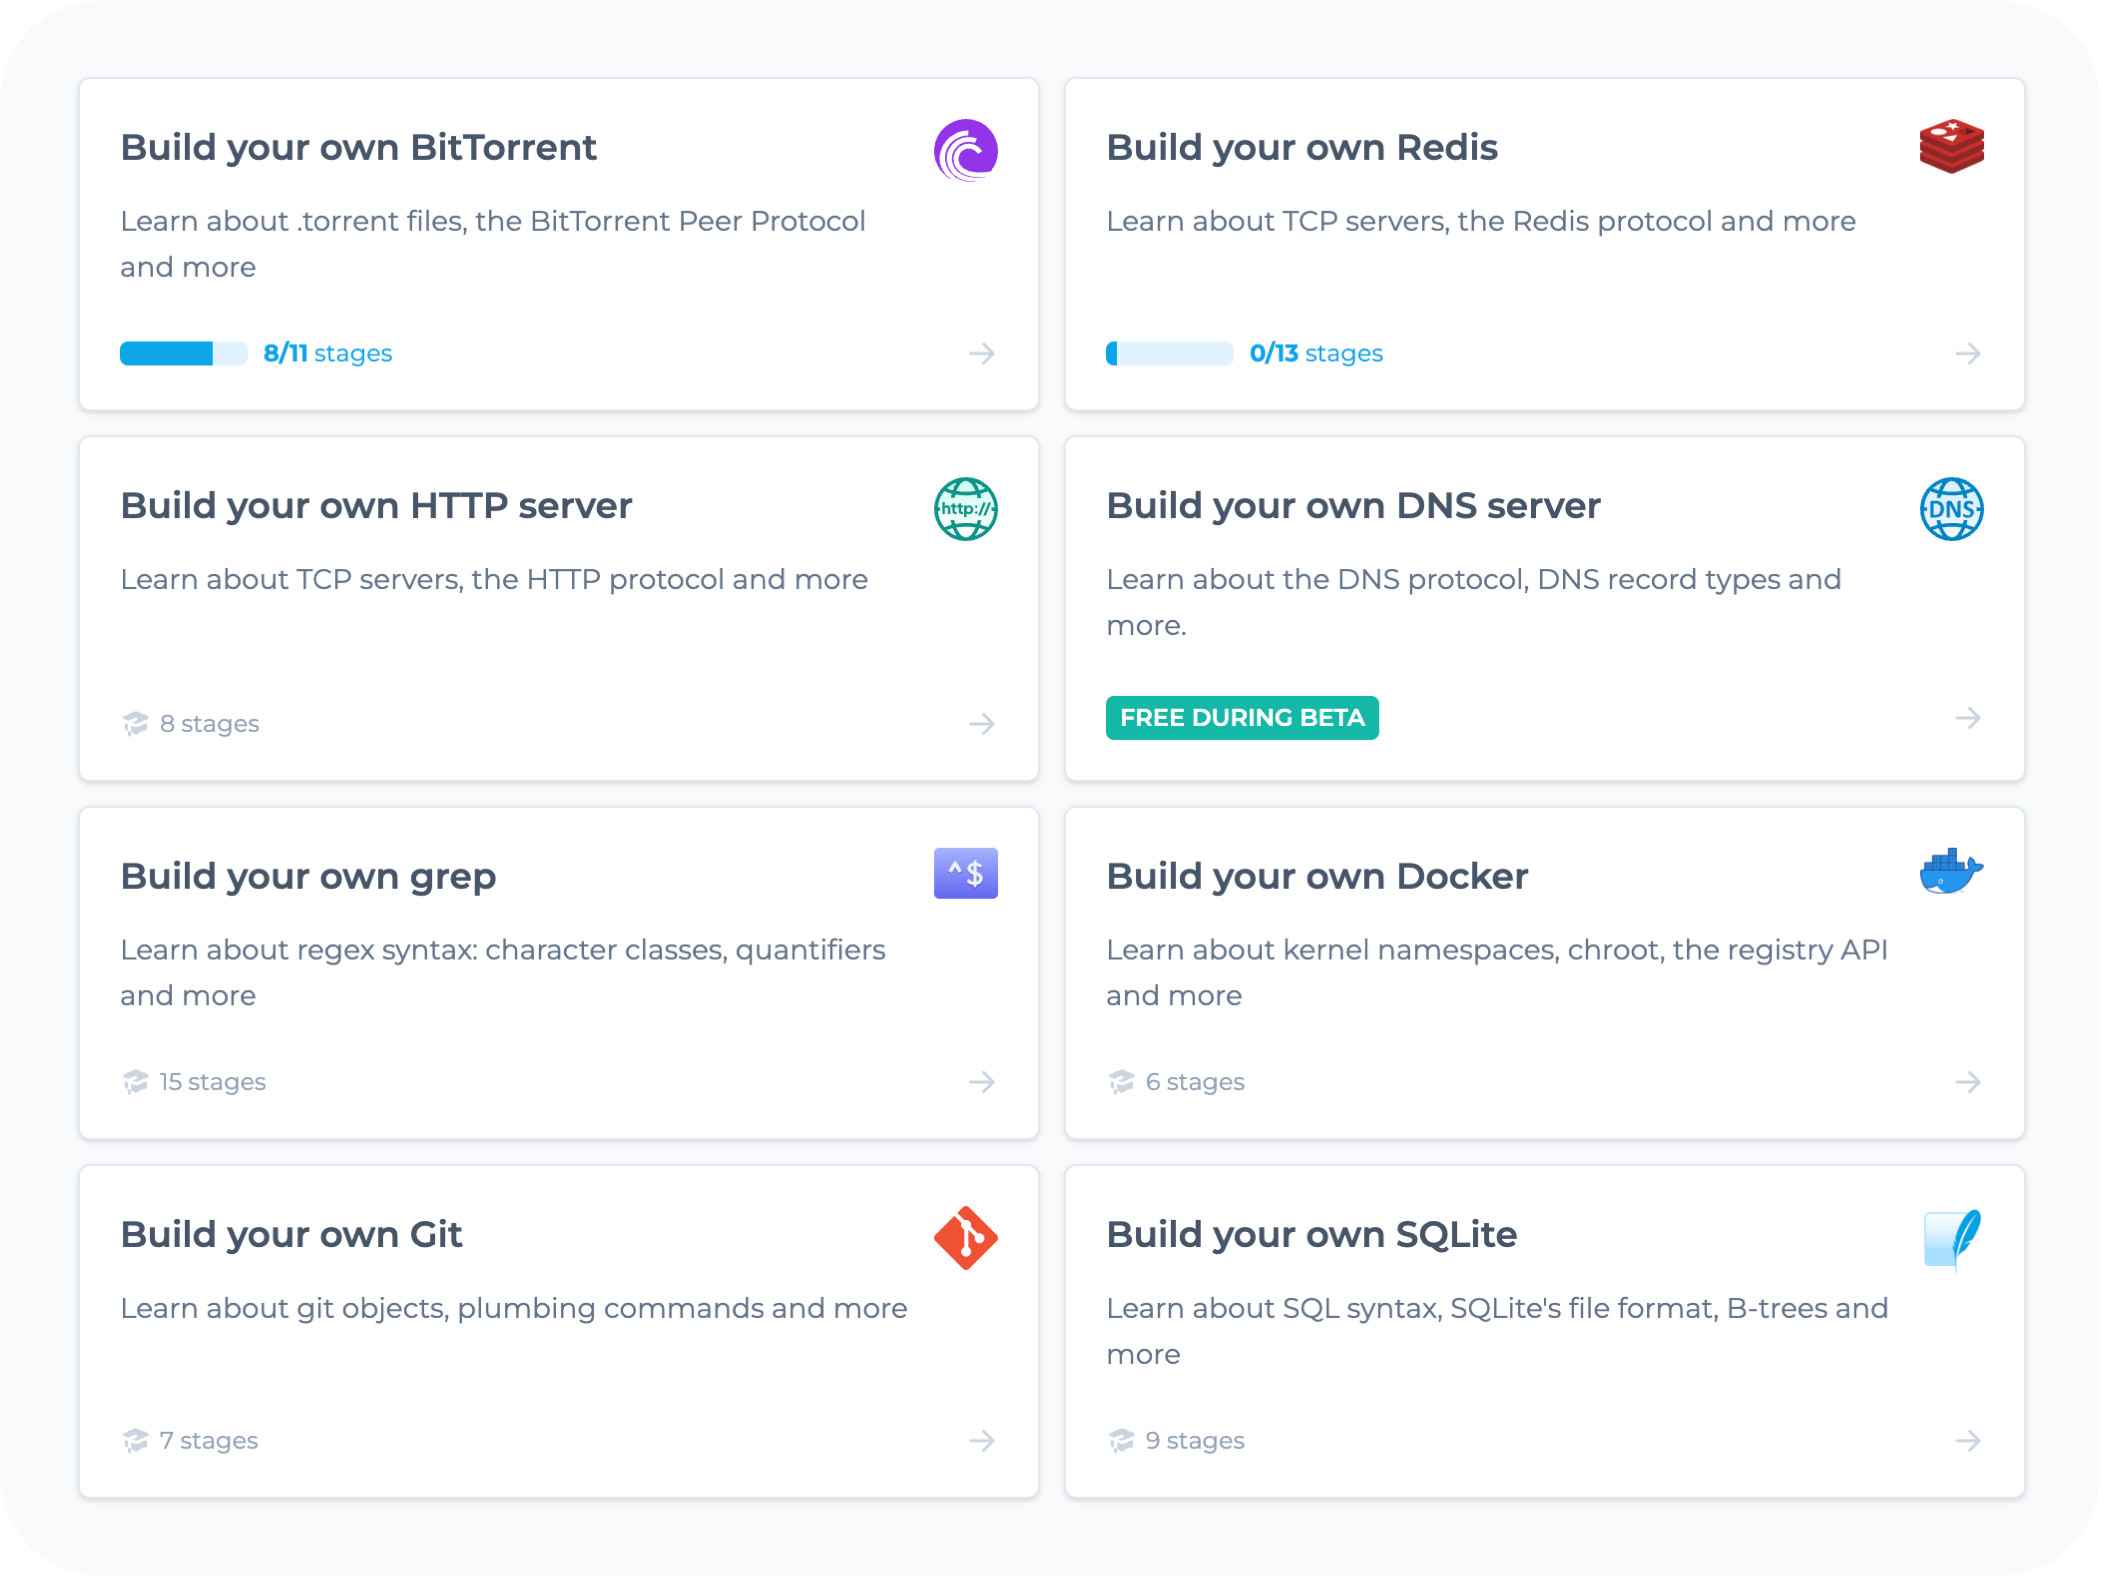 Build your own BitTorrent
Learn about .torrent files, the BitTorrent Peer Protocol
and more
8/11 stages
Build your own Redis
Learn about TCP servers, the Redis protocol and more
0/13 stages
Build your own HTTP server
http://
Learn about TCP servers, the HTTP protocol and more
8 stages
Build your own DNS server
DNS
Learn about the DNS protocol, DNS record types and
more.
FREE DURING BETA
Build your own grep
^$
Learn about regex syntax: character classes, quantifiers
and more
15 stages
Build your own Docker
Learn about kernel namespaces, chroot, the registry API
and more
6 stages
Build your own Git
Learn about git objects, plumbing commands and more
7 stages
Build your own SQLite
Learn about SQL syntax, SQLite's file format, B-trees and
more
9 stages